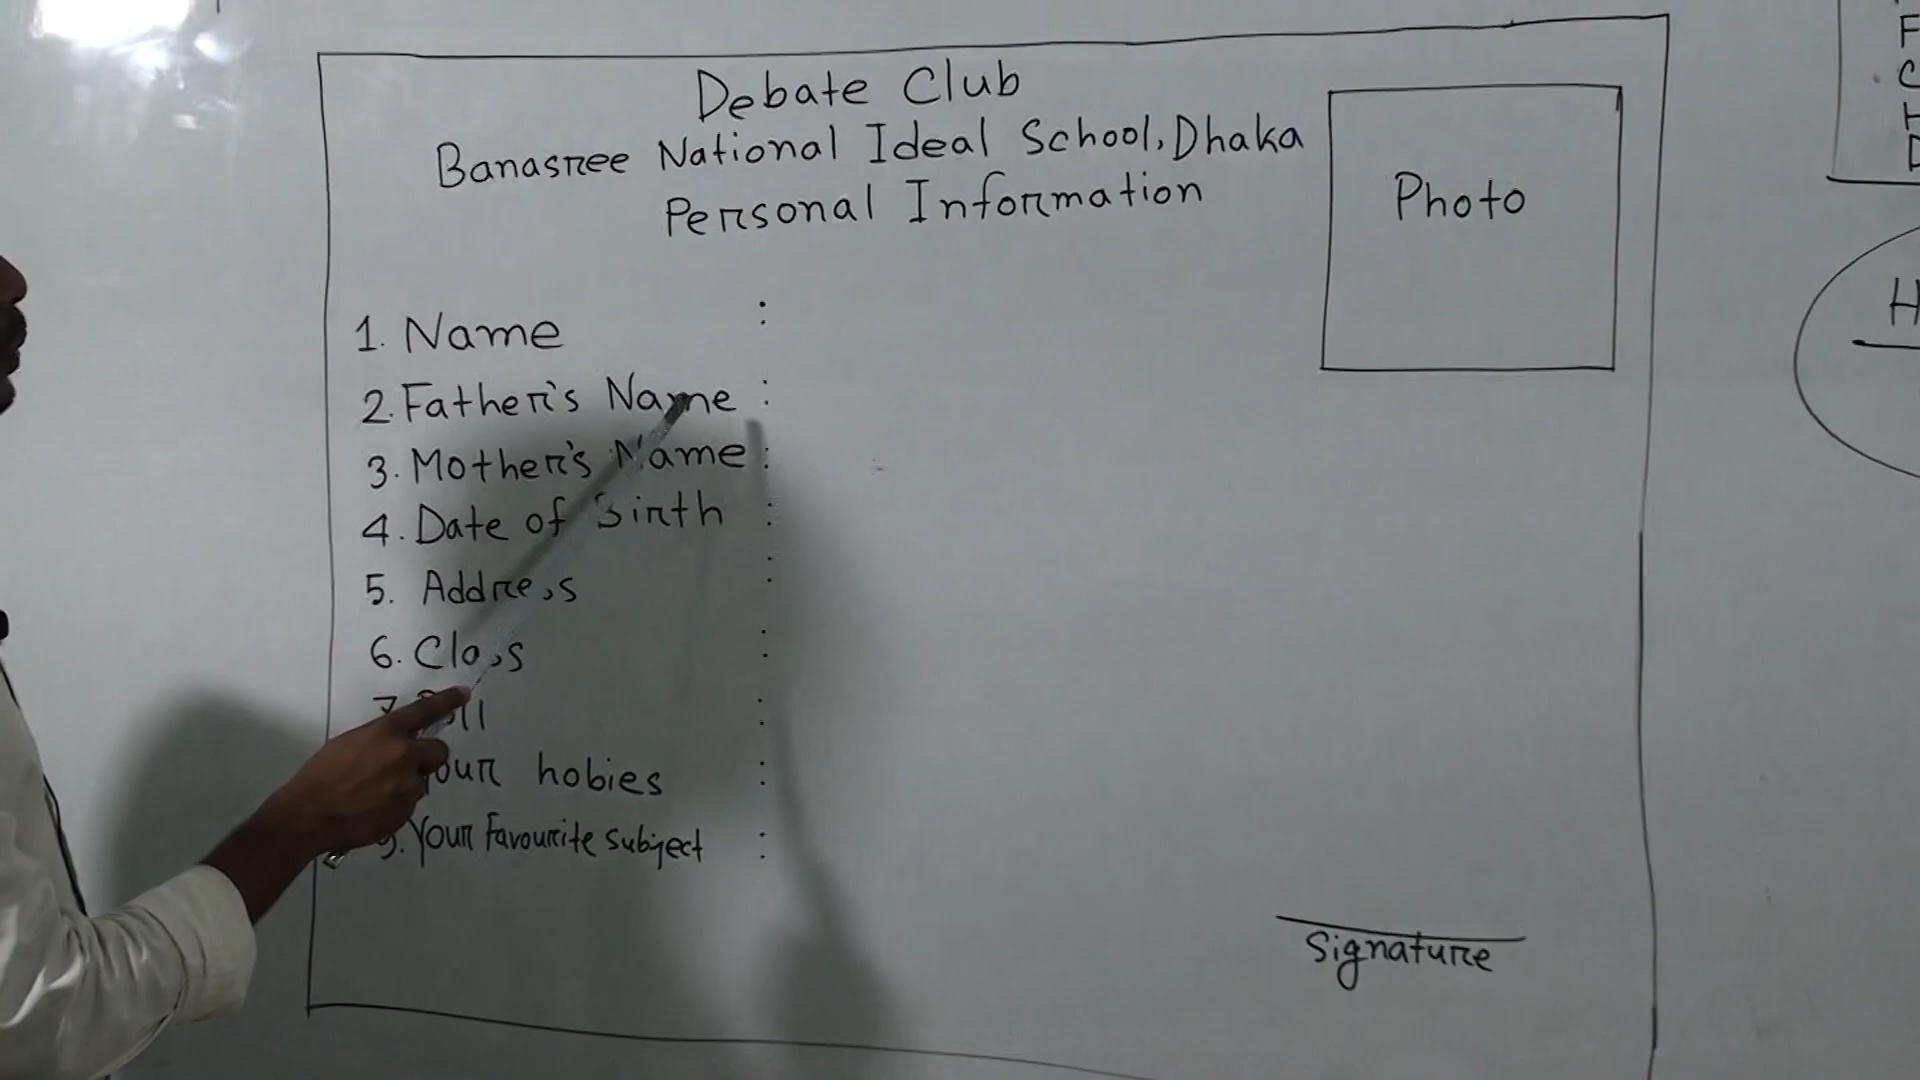 Debate Club
Banasree National Ideal School, Dhaka
Personal Information
Photo
1. Name :
2. Father's Name :
3. Mother's Name :
4. Date of Birth :
5. Address :
6. Class :
7. Roll :
Your hobies :
9. Your Favourite subject :
Signature